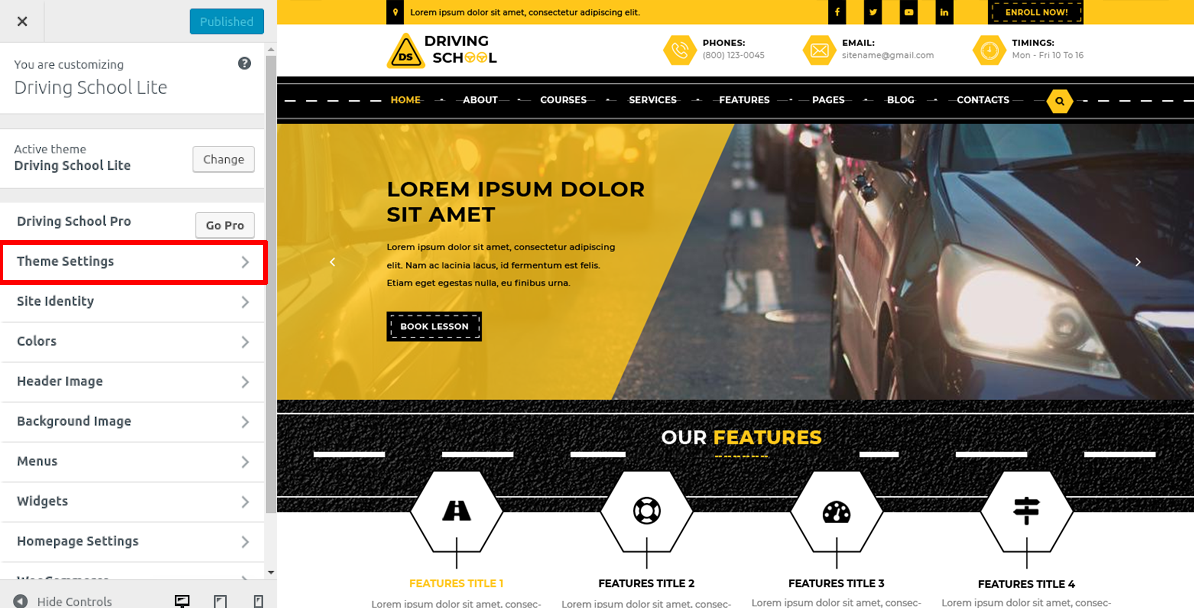 Published
You are customizing
Driving School Lite
Active theme
Driving School Lite
Change
Driving School Pro
Go Pro
Theme Settings
Site Identity
Colors
Header Image
Background Image
Menus
Widgets
Homepage Settings
Hide Controls
Lorem ipsum dolor sit amet, consectetur adipiscing elit.
ENROLL NOW!
DS
DRIVING
SCHOOL
PHONES:
(800) 123-0045
EMAIL:
sitename@gmail.com
TIMINGS:
Mon - Fri 10 To 16
HOME
ABOUT
COURSES
SERVICES
FEATURES
PAGES
BLOG
CONTACTS
LOREM IPSUM DOLOR
SIT AMET
Lorem ipsum dolor sit amet, consectetur adipiscing
elit. Nam ac lacinia lacus, id fermentum est felis.
Etiam eget egestas nulla, eu finibus urna.
BOOK LESSON
OUR FEATURES
FEATURES TITLE 1
FEATURES TITLE 2
FEATURES TITLE 3
FEATURES TITLE 4
Lorem ipsum dolor sit amet, consec-
Lorem ipsum dolor sit amet, consec-
Lorem ipsum dolor sit amet, consec-
Lorem ipsum dolor sit amet, consec-